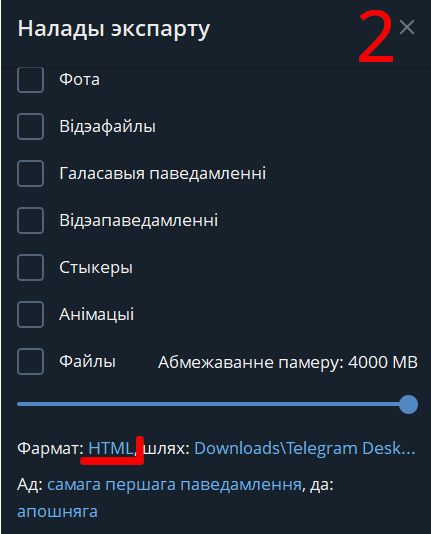 Налады экспарту
2
Фота
Відэафайлы
Галасавыя паведамленні
Відэапаведамленні
Стыкеры
Анімацыі
Файлы Абмежаванне памеру: 4000 MB
Фармат: HTML, шлях: Downloads\Telegram Desk...
Ад: самага першага паведамлення, да:
апошняга